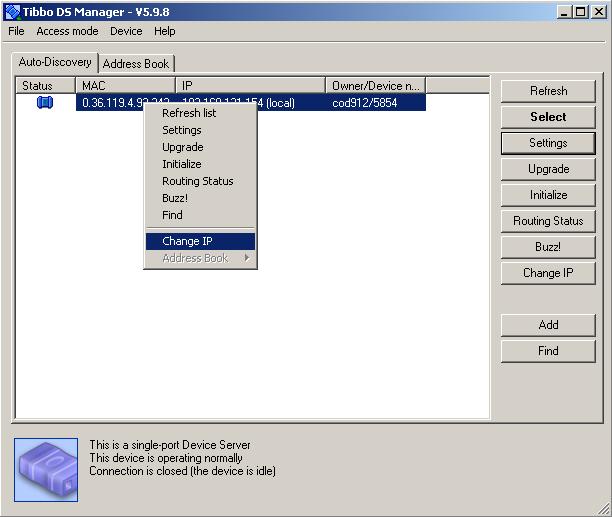 Tibbo DS Manager - V5.9.8
File Access mode Device Help
Auto-Discovery Address Book
Status MAC IP Owner/Device n...
0.36.119.4.92.242 (local) cod912/5854
Refresh list
Settings
Upgrade
Initialize
Routing Status
Buzz!
Find
Change IP
Address Book
Refresh
Select
Settings
Upgrade
Initialize
Routing Status
Buzz!
Change IP
Add
Find
This is a single-port Device Server
This device is operating normally
Connection is closed (the device is idle)